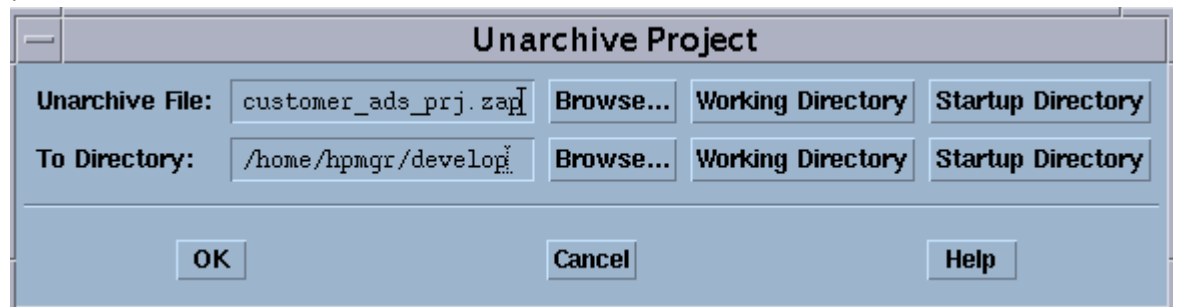 Unarchive Project
Unarchive File: customer_ads_prj.zap Browse... Working Directory Startup Directory
To Directory: /home/hpmgr/develop Browse... Working Directory Startup Directory
OK Cancel Help